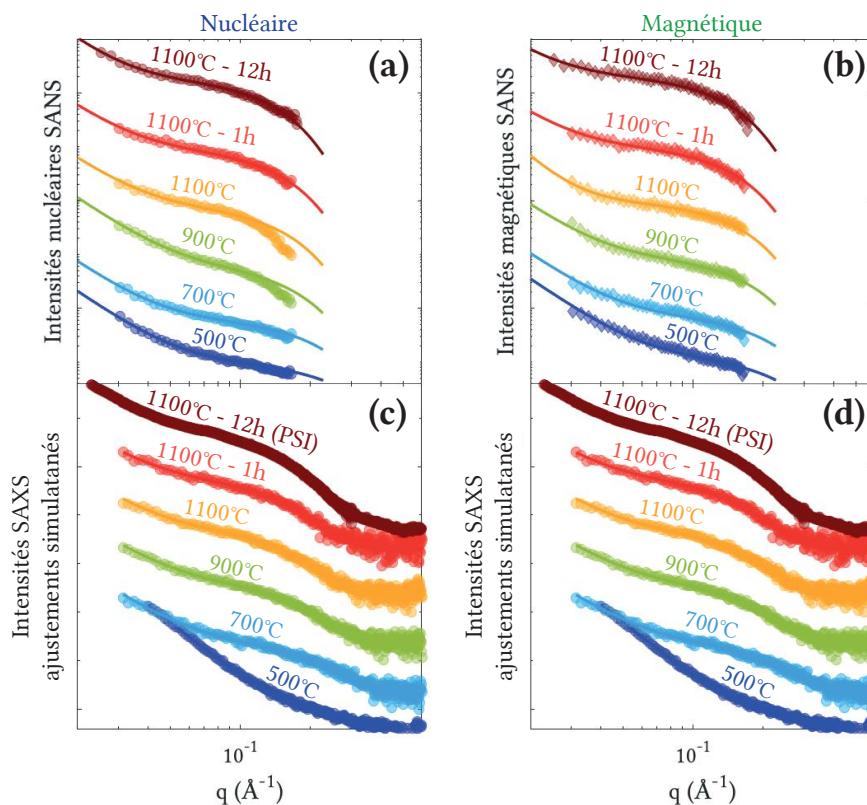 Nucléaire
Magnétique
Intensités nucléaires SANS
(a)
1100℃ - 12h
1100℃ - 1h
1100℃
900℃
700℃
500℃
Intensités magnétiques SANS
(b)
1100℃ - 12h
1100℃ - 1h
1100℃
900℃
700℃
500℃
Intensités SAXS
ajustements simulatanés
(c)
1100℃ - 12h (PSI)
1100℃ - 1h
1100℃
900℃
700℃
500℃
10⁻¹
q (Å⁻¹)
Intensités SAXS
ajustements simulatanés
(d)
1100℃ - 12h (PSI)
1100℃ - 1h
1100℃
900℃
700℃
500℃
10⁻¹
q (Å⁻¹)